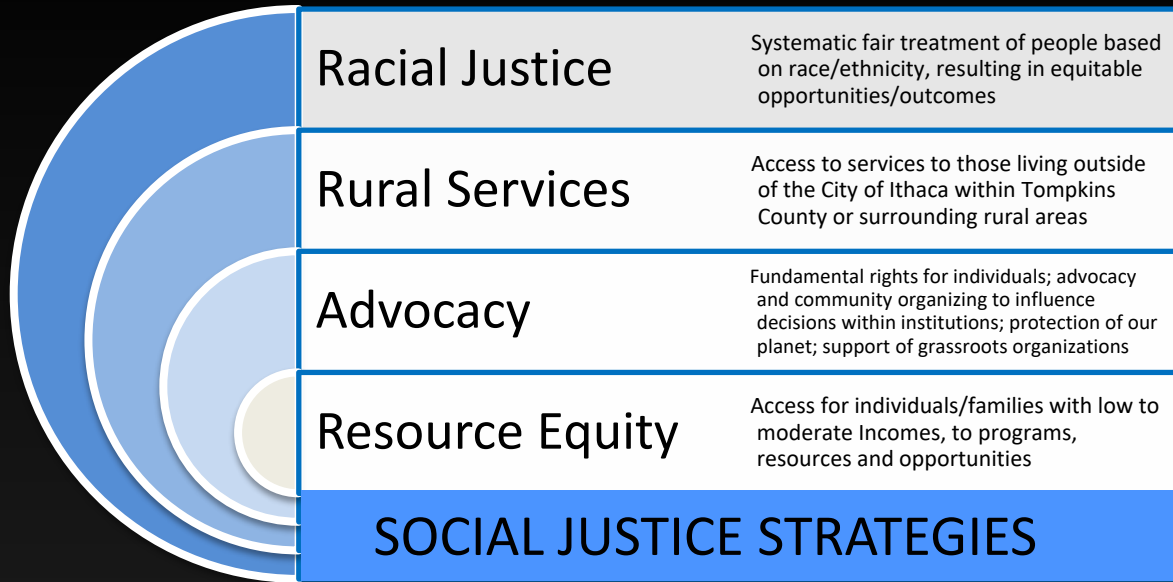 Racial Justice
Systematic fair treatment of people based
on race/ethnicity, resulting in equitable
opportunities/outcomes
Rural Services
Access to services to those living outside
of the City of Ithaca within Tompkins
County or surrounding rural areas
Advocacy
Fundamental rights for individuals; advocacy
and community organizing to influence
decisions within institutions; protection of our
planet; support of grassroots organizations
Resource Equity
Access for individuals/families with low to
moderate Incomes, to programs,
resources and opportunities
SOCIAL JUSTICE STRATEGIES